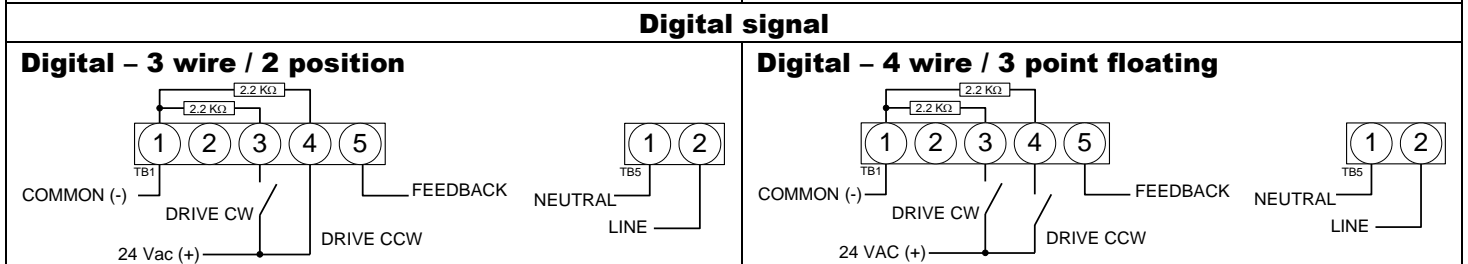 Digital signal
Digital – 3 wire / 2 position
2.2 KΩ
2.2 KΩ
1 2 3 4 5
TB1
COMMON (-)
DRIVE CW
24 Vac (+)
DRIVE CCW
FEEDBACK
1 2
TB5
NEUTRAL
LINE
Digital – 4 wire / 3 point floating
2.2 KΩ
2.2 KΩ
1 2 3 4 5
TB1
COMMON (-)
DRIVE CW
24 VAC (+)
DRIVE CCW
FEEDBACK
1 2
TB5
NEUTRAL
LINE